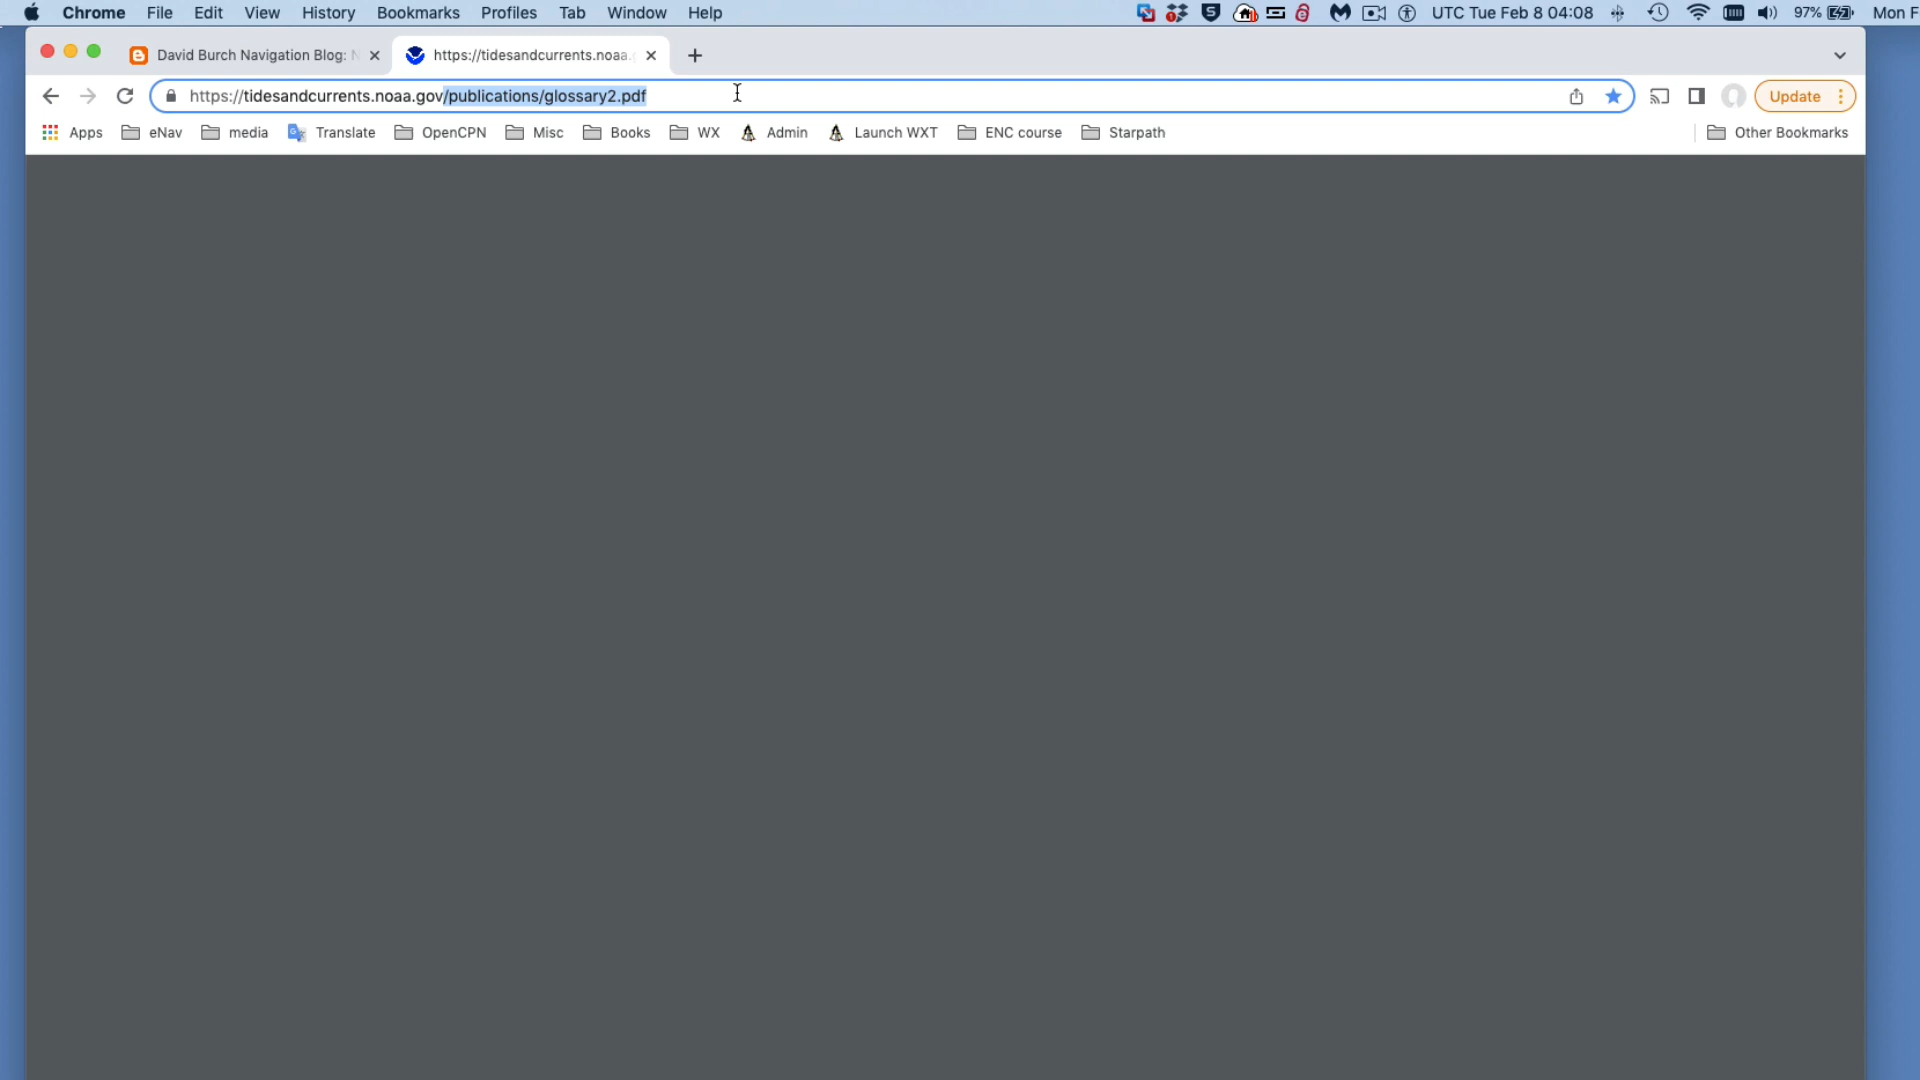 Chrome File Edit View History Bookmarks Profiles Tab Window Help UTC Tue Feb 8 04:08 97% Mon F
David Burch Navigation Blog: N https://tidesandcurrents.noaa.g
https://tidesandcurrents.noaa.gov/publications/glossary2.pdf Update
Apps eNav media Translate OpenCPN Misc Books WX Admin Launch WXT ENC course Starpath Other Bookmarks